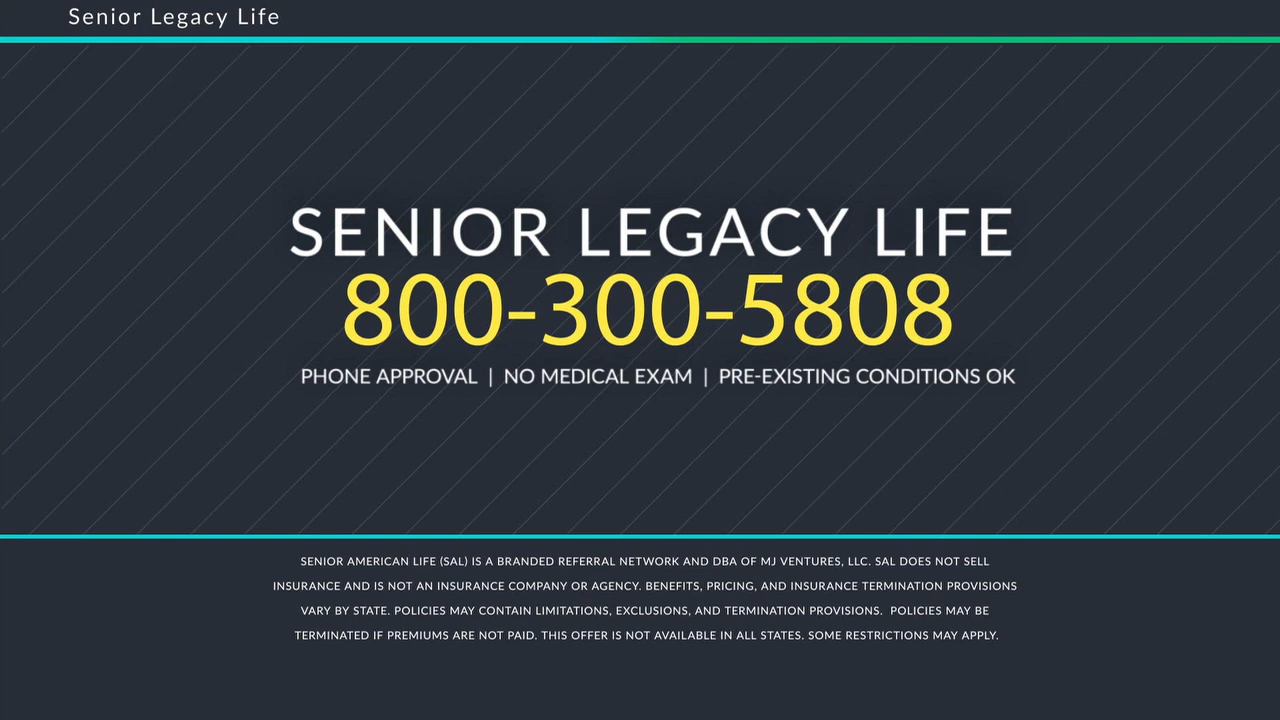 Senior Legacy Life
SENIOR LEGACY LIFE
800-300-5808
PHONE APPROVAL | NO MEDICAL EXAM | PRE-EXISTING CONDITIONS OK
SENIOR AMERICAN LIFE (SAL) IS A BRANDED REFERRAL NETWORK AND DBA OF MJ VENTURES, LLC. SAL DOES NOT SELL
INSURANCE AND IS NOT AN INSURANCE COMPANY OR AGENCY. BENEFITS, PRICING, AND INSURANCE TERMINATION PROVISIONS
VARY BY STATE. POLICIES MAY CONTAIN LIMITATIONS, EXCLUSIONS, AND TERMINATION PROVISIONS. POLICIES MAY BE
TERMINATED IF PREMIUMS ARE NOT PAID. THIS OFFER IS NOT AVAILABLE IN ALL STATES. SOME RESTRICTIONS MAY APPLY.